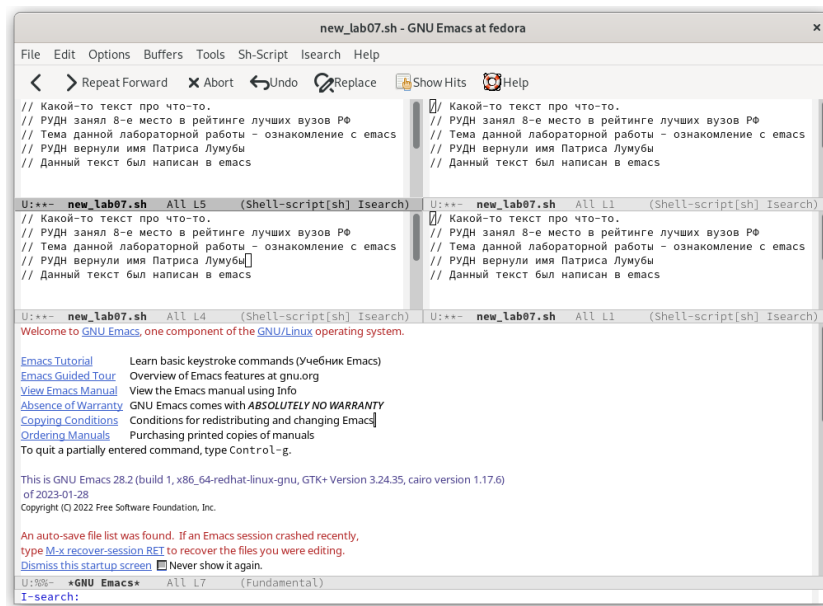 new_lab07.sh - GNU Emacs at fedora ×
File Edit Options Buffers Tools Sh-Script Isearch Help
Repeat Forward Abort Undo Replace Show Hits Help
// Какой-то текст про что-то.
// РУДН занял 8-е место в рейтинге лучших вузов РФ
// Тема данной лабораторной работы - ознакомление с emacs
// РУДН вернули имя Патриса Лумумбы
// Данный текст был написан в emacs
U:**- new_lab07.sh All L5 (Shell-script[sh] Isearch)
// Какой-то текст про что-то.
// РУДН занял 8-е место в рейтинге лучших вузов РФ
// Тема данной лабораторной работы - ознакомление с emacs
// РУДН вернули имя Патриса Лумубы
// Данный текст был написан в emacs
U:**- new_lab07.sh All L1 (Shell-script[sh] Isearch)
// Какой-то текст про что-то.
// РУДН занял 8-е место в рейтинге лучших вузов РФ
// Тема данной лабораторной работы - ознакомление с emacs
// РУДН вернули имя Патриса Лумубы
// Данный текст был написан в emacs
U:**- new_lab07.sh All L4 (Shell-script[sh] Isearch)
// Какой-то текст про что-то.
// РУДН занял 8-е место в рейтинге лучших вузов РФ
// Тема данной лабораторной работы - ознакомление с emacs
// РУДН вернули имя Патриса Лумубы
// Данный текст был написан в emacs
U:**- new_lab07.sh All L1 (Shell-script[sh] Isearch)
Welcome to GNU Emacs, one component of the GNU/Linux operating system.
Emacs Tutorial Learn basic keystroke commands (Учебник Emacs)
Emacs Guided Tour Overview of Emacs features at gnu.org
View Emacs Manual View the Emacs manual using Info
Absence of Warranty GNU Emacs comes with ABSOLUTELY NO WARRANTY
Copying Conditions Conditions for redistributing and changing Emacs
Ordering Manuals Purchasing printed copies of manuals
To quit a partially entered command, type Control-g.
This is GNU Emacs 28.2 (build 1, x86_64-redhat-linux-gnu, GTK+ Version 3.24.35, cairo version 1.17.6)
of 2023-01-28
Copyright (C) 2022 Free Software Foundation, Inc.
An auto-save file list was found. If an Emacs session crashed recently,
type M-x recover-session RET to recover the files you were editing.
Dismiss this startup screen Never show it again.
U:%%- *GNU Emacs* All L7 (Fundamental)
I-search: